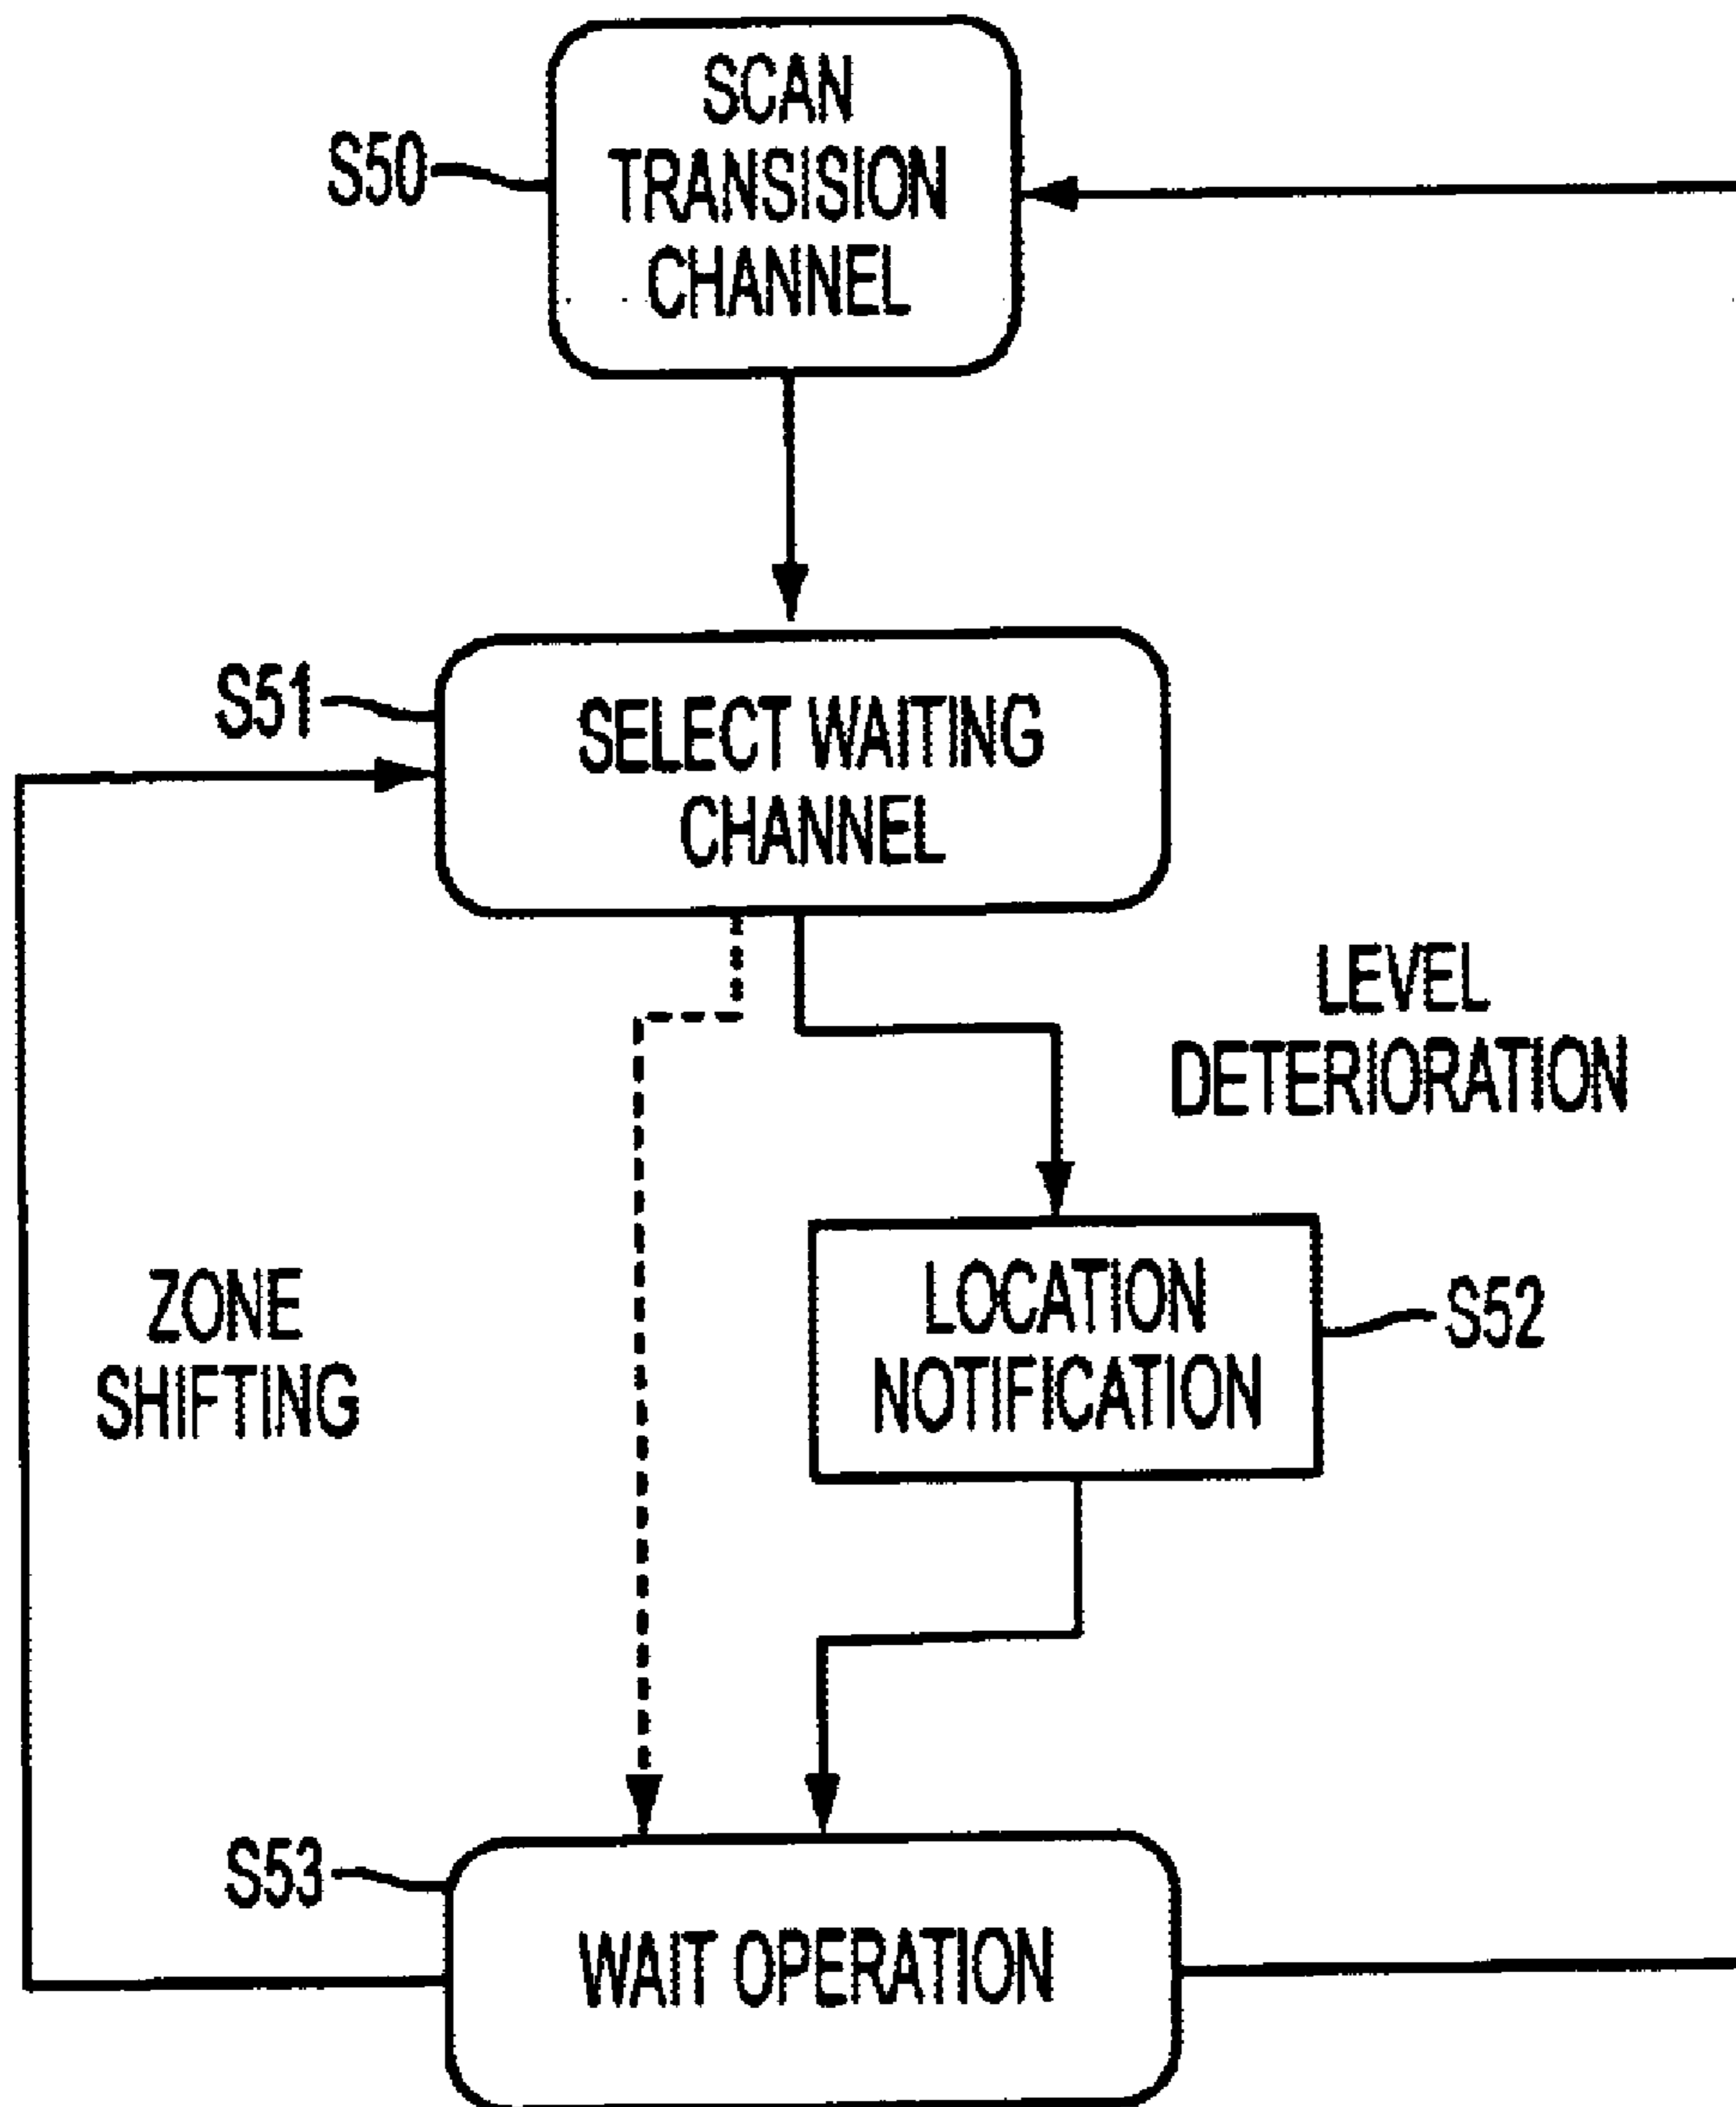 SCAN
TRANSISION
CHANNEL
S50
S51
SELECT WAITING
CHANNEL
LEVEL
DETERIORATION
ZONE
SHIFTING
LOCATION
NOTIFICATION
S52
S53
WAIT OPERATION